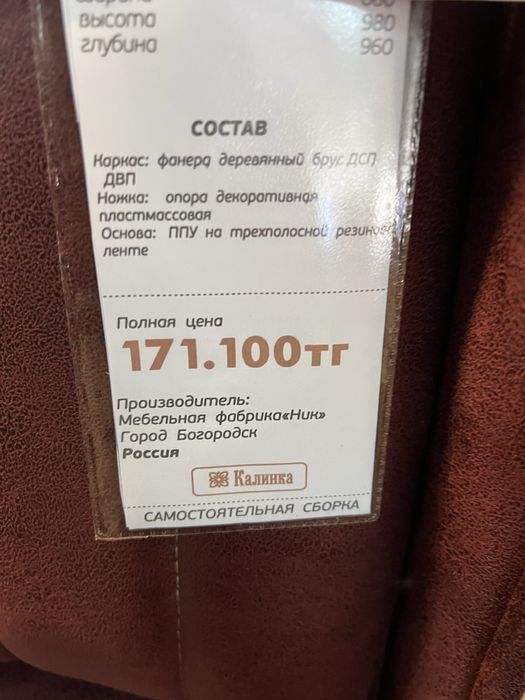 высота 980
глубина 960
СОСТАВ
Каркас: фанера деревянный брус ДСП
ДВП
Ножка: опора декоративная
пластмассовая
Основа: ППУ на трехполосной
ленте
Полная цена
171.100тг
Производитель:
Мебельная фабрика«Ник»
Город Богородск
Россия
Калинка
САМОСТОЯТЕЛЬНАЯ СБОРКА